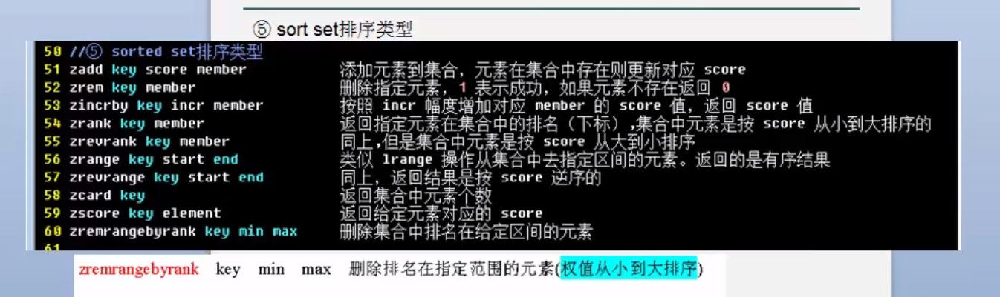 ⑤ sort set排序类型
50 //⑤ sorted set排序类型
51 zadd key score member 添加元素到集合，元素在集合中存在则更新对应 score
52 zrem key member 删除指定元素，1 表示成功，如果元素不存在返回 0
53 zincrby key incr member 按照 incr 幅度增加对应 member 的 score 值，返回 score 值
54 zrank key member 返回指定元素在集合中的排名（下标）,集合中元素是按 score 从小到大排序的
55 zrevrank key member 同上,但是集合中元素是按 score 从大到小排序
56 zrange key start end 类似 lrange 操作从集合中去指定区间的元素。返回的是有序结果
57 zrevrange key start end 同上，返回结果是按 score 逆序的
58 zcard key 返回集合中元素个数
59 zscore key element 返回给定元素对应的 score
60 zremrangebyrank key min max 删除集合中排名在给定区间的元素
61
zremrangebyrank key min max 删除排名在指定范围的元素(权值从小到大排序)